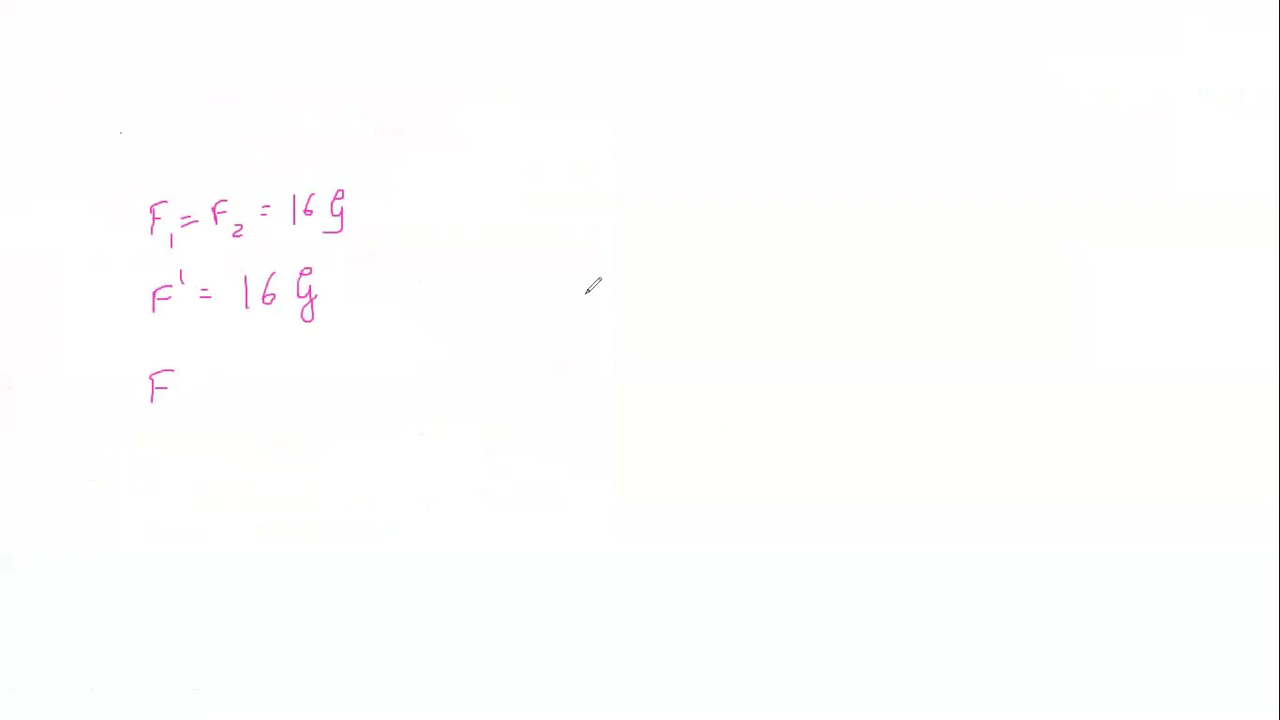 F₁ = F₂ = 16 G
F' = 16 G
F